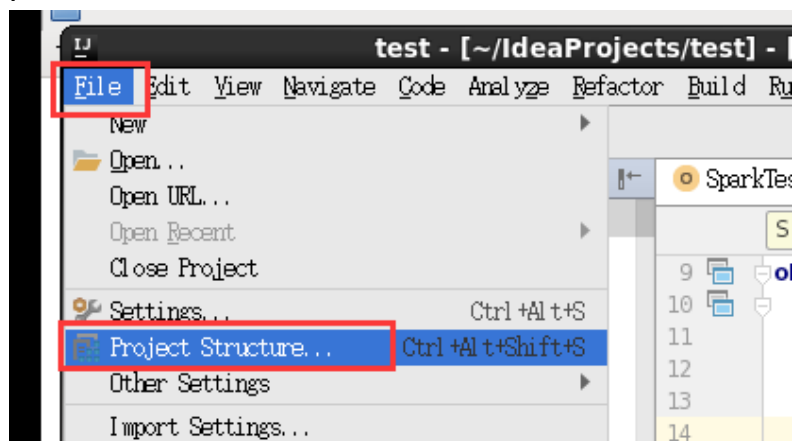 IJ test - [~/IdeaProjects/test] - [
File Edit View Navigate Code Analyze Refactor Build Ru
New
Open...
Open URL...
Open Recent
Close Project
Settings... Ctrl+Alt+S
Project Structure... Ctrl+Alt+Shift+S
Other Settings
Import Settings...
SparkTes
S
9 ob
10
11
12
13
14